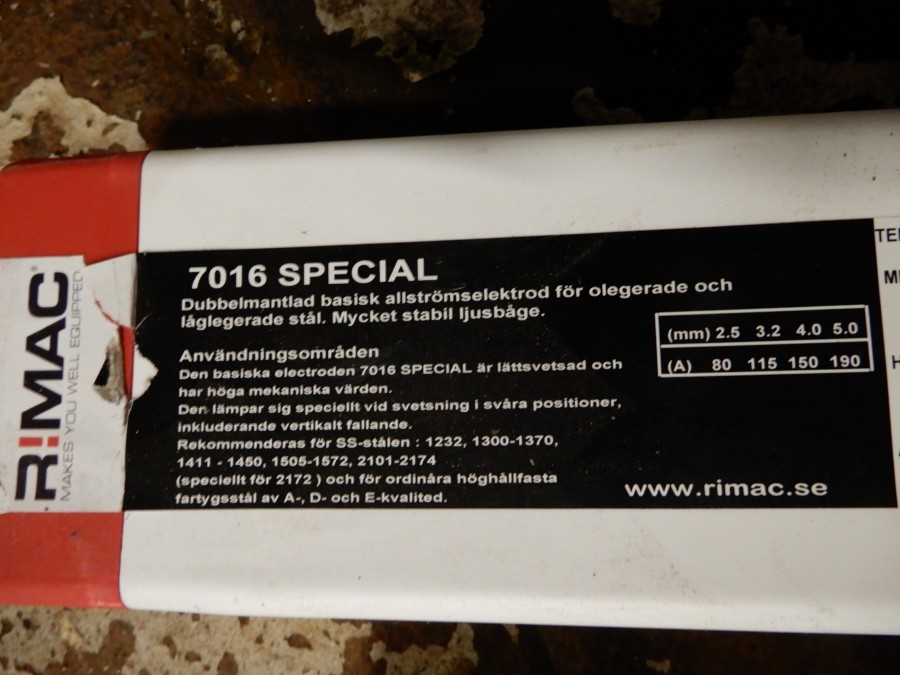 RIMAC®
MAKES YOU WELL EQUIPPED
7016 SPECIAL
Dubbelmantlad basisk allströmselektrod för olegerade och
låglegerade stål. Mycket stabil ljusbåge.
(mm) 2.5 3.2 4.0 5.0
(A) 80 115 150 190
Användningsområden
Den basiska electroden 7016 SPECIAL är lättsvetsad och
har höga mekaniska värden.
Den lämpar sig speciellt vid svetsning i svåra positioner,
inkluderande vertikalt fallande.
Rekommenderas för SS-stålen : 1232, 1300-1370,
1411 - 1450, 1505-1572, 2101-2174
(speciellt för 2172 ) och för ordinåra höghållfasta
fartygsstål av A-, D- och E-kvalited.
www.rimac.se